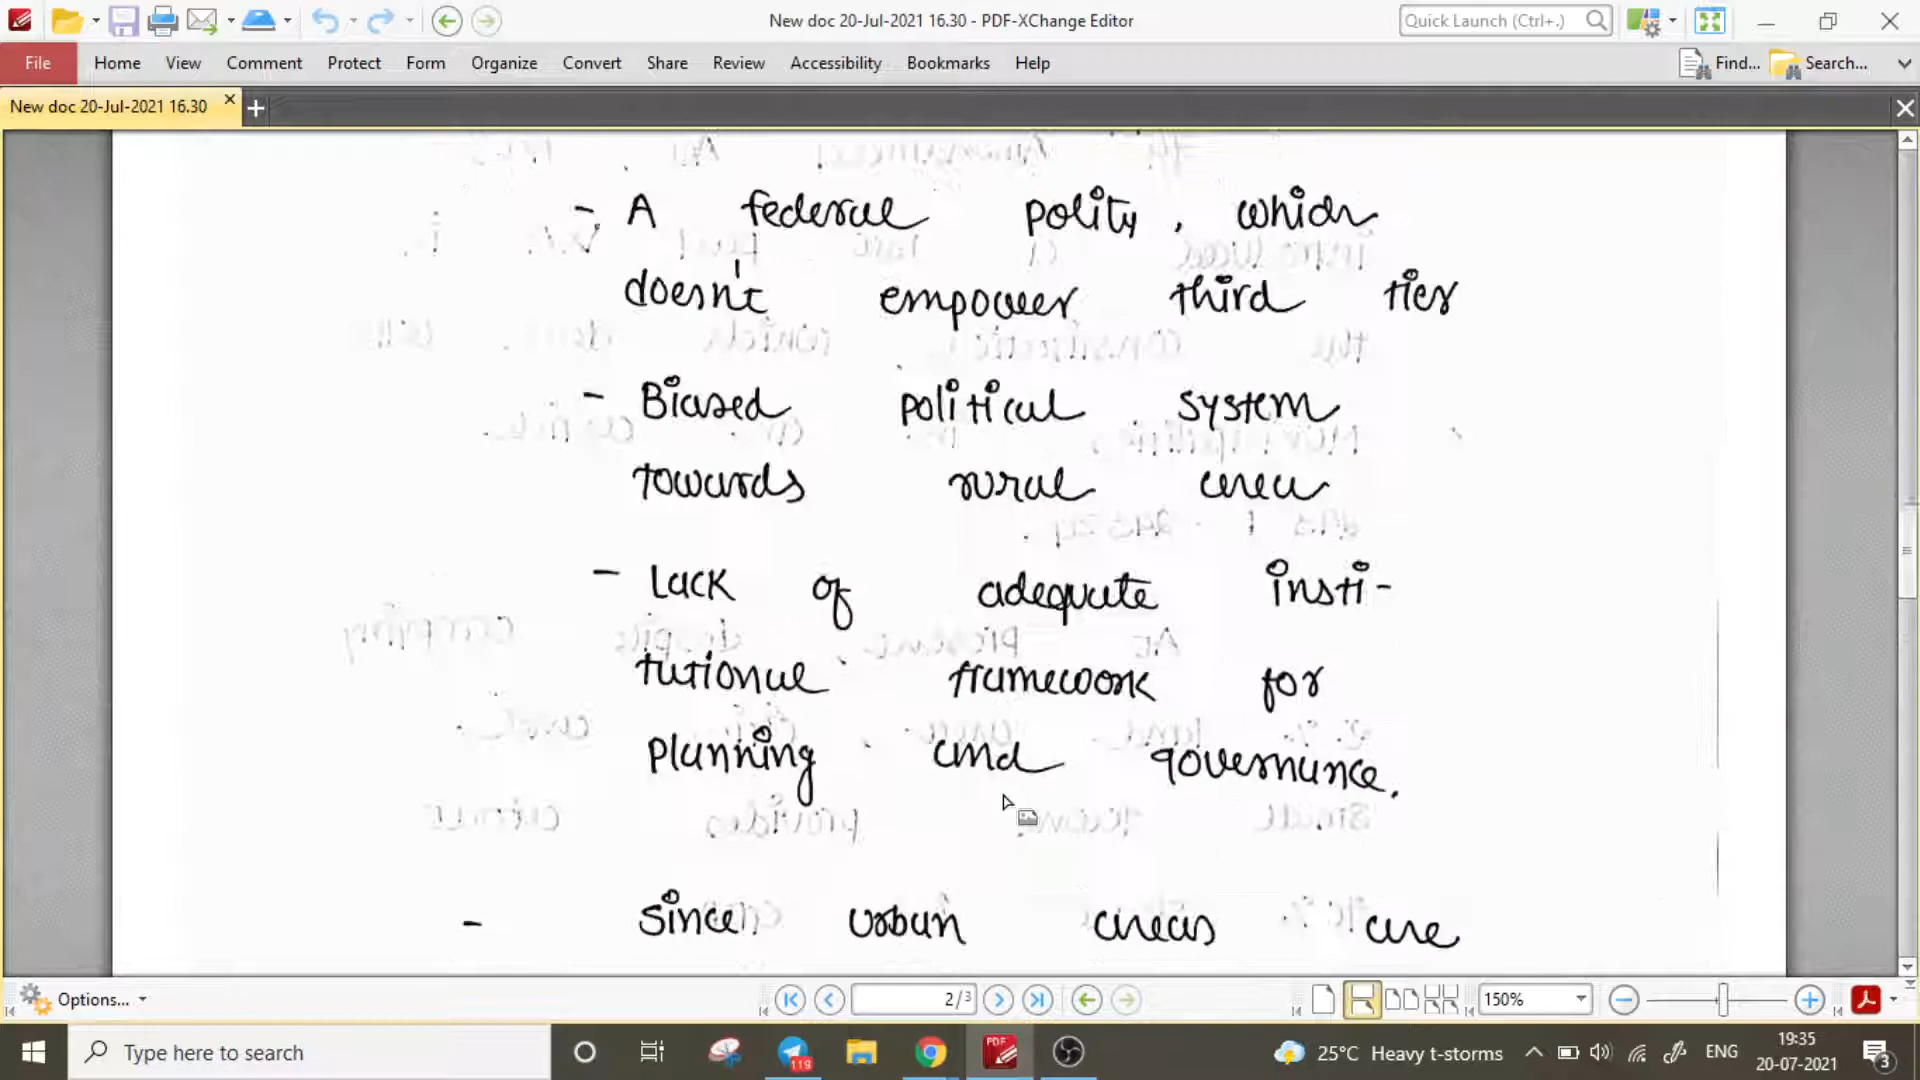 New doc 20-Jul-2021 16.30 - PDF-XChange Editor
Quick Launch (Ctrl+.)
File Home View Comment Protect Form Organize Convert Share Review Accessibility Bookmarks Help Find... Search...
New doc 20-Jul-2021 16.30
- A federal polity, which
doesn't empower third tier
- Biased political system
towards rural area
- Lack of adequate insti-
tutional framework for
planning and governance.
- Since urban areas are
Options... 2/3 150%
Type here to search 119 PDF 25°C Heavy t-storms ENG 19:35
20-07-2021 3